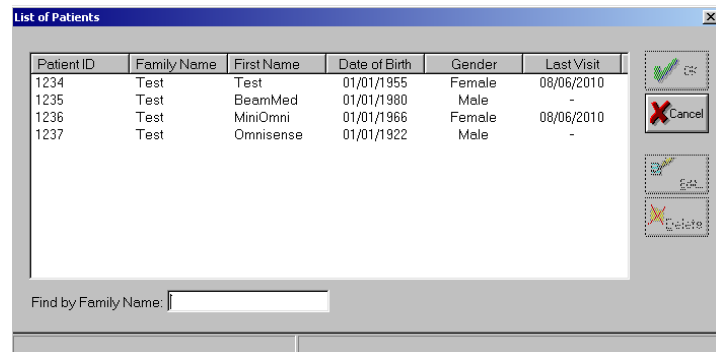 List of Patients
Patient ID Family Name First Name Date of Birth Gender Last Visit
1234 Test Test 01/01/1955 Female 08/06/2010
1235 Test BeamMed 01/01/1980 Male -
1236 Test MiniOmni 01/01/1966 Female 08/06/2010
1237 Test Omnisense 01/01/1922 Male -
OK
Cancel
Edit...
Delete
Find by Family Name: